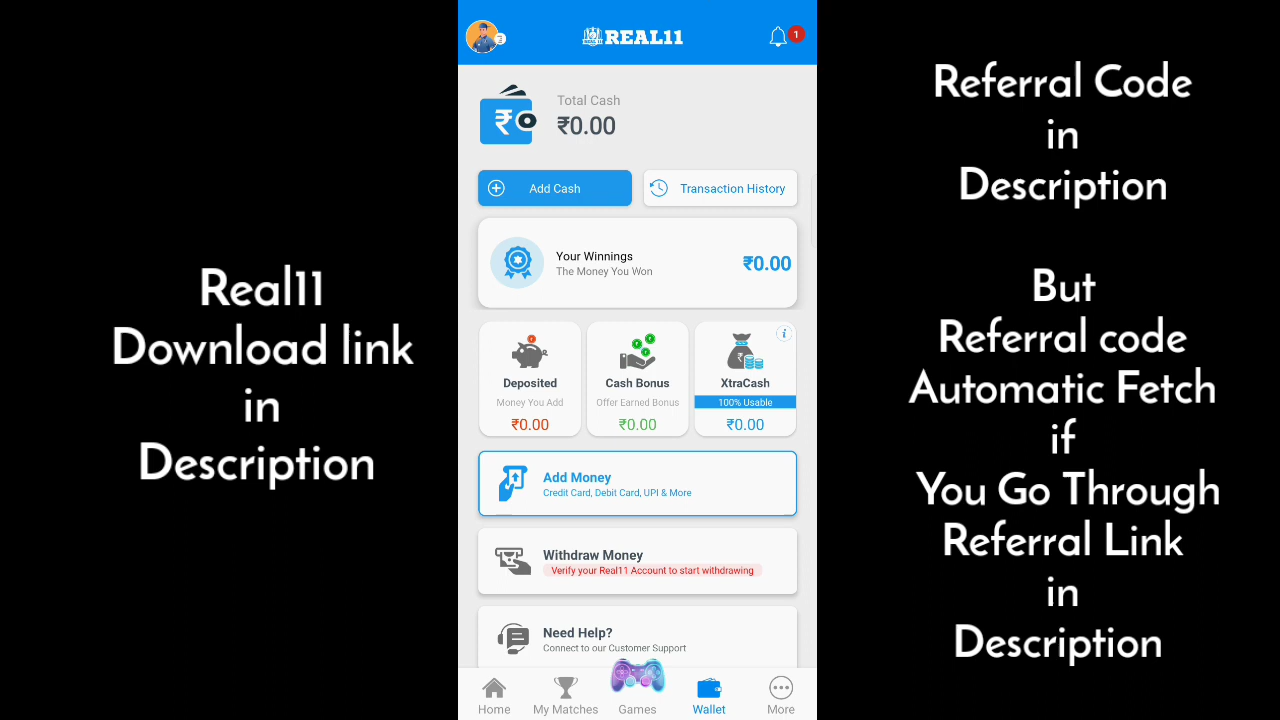 Real11
Download link
in
Description
REAL11
1
Total Cash
₹0.00
Add Cash
Transaction History
Your Winnings
The Money You Won
₹0.00
Deposited
Money You Add
₹0.00
Cash Bonus
Offer Earned Bonus
₹0.00
XtraCash
100% Usable
₹0.00
Add Money
Credit Card, Debit Card, UPI & More
Withdraw Money
Verify your Real11 Account to start withdrawing
Need Help?
Connect to our Customer Support
Home
My Matches
Games
Wallet
More
Referral Code
in
Description
But
Referral code
Automatic Fetch
if
You Go Through
Referral Link
in
Description